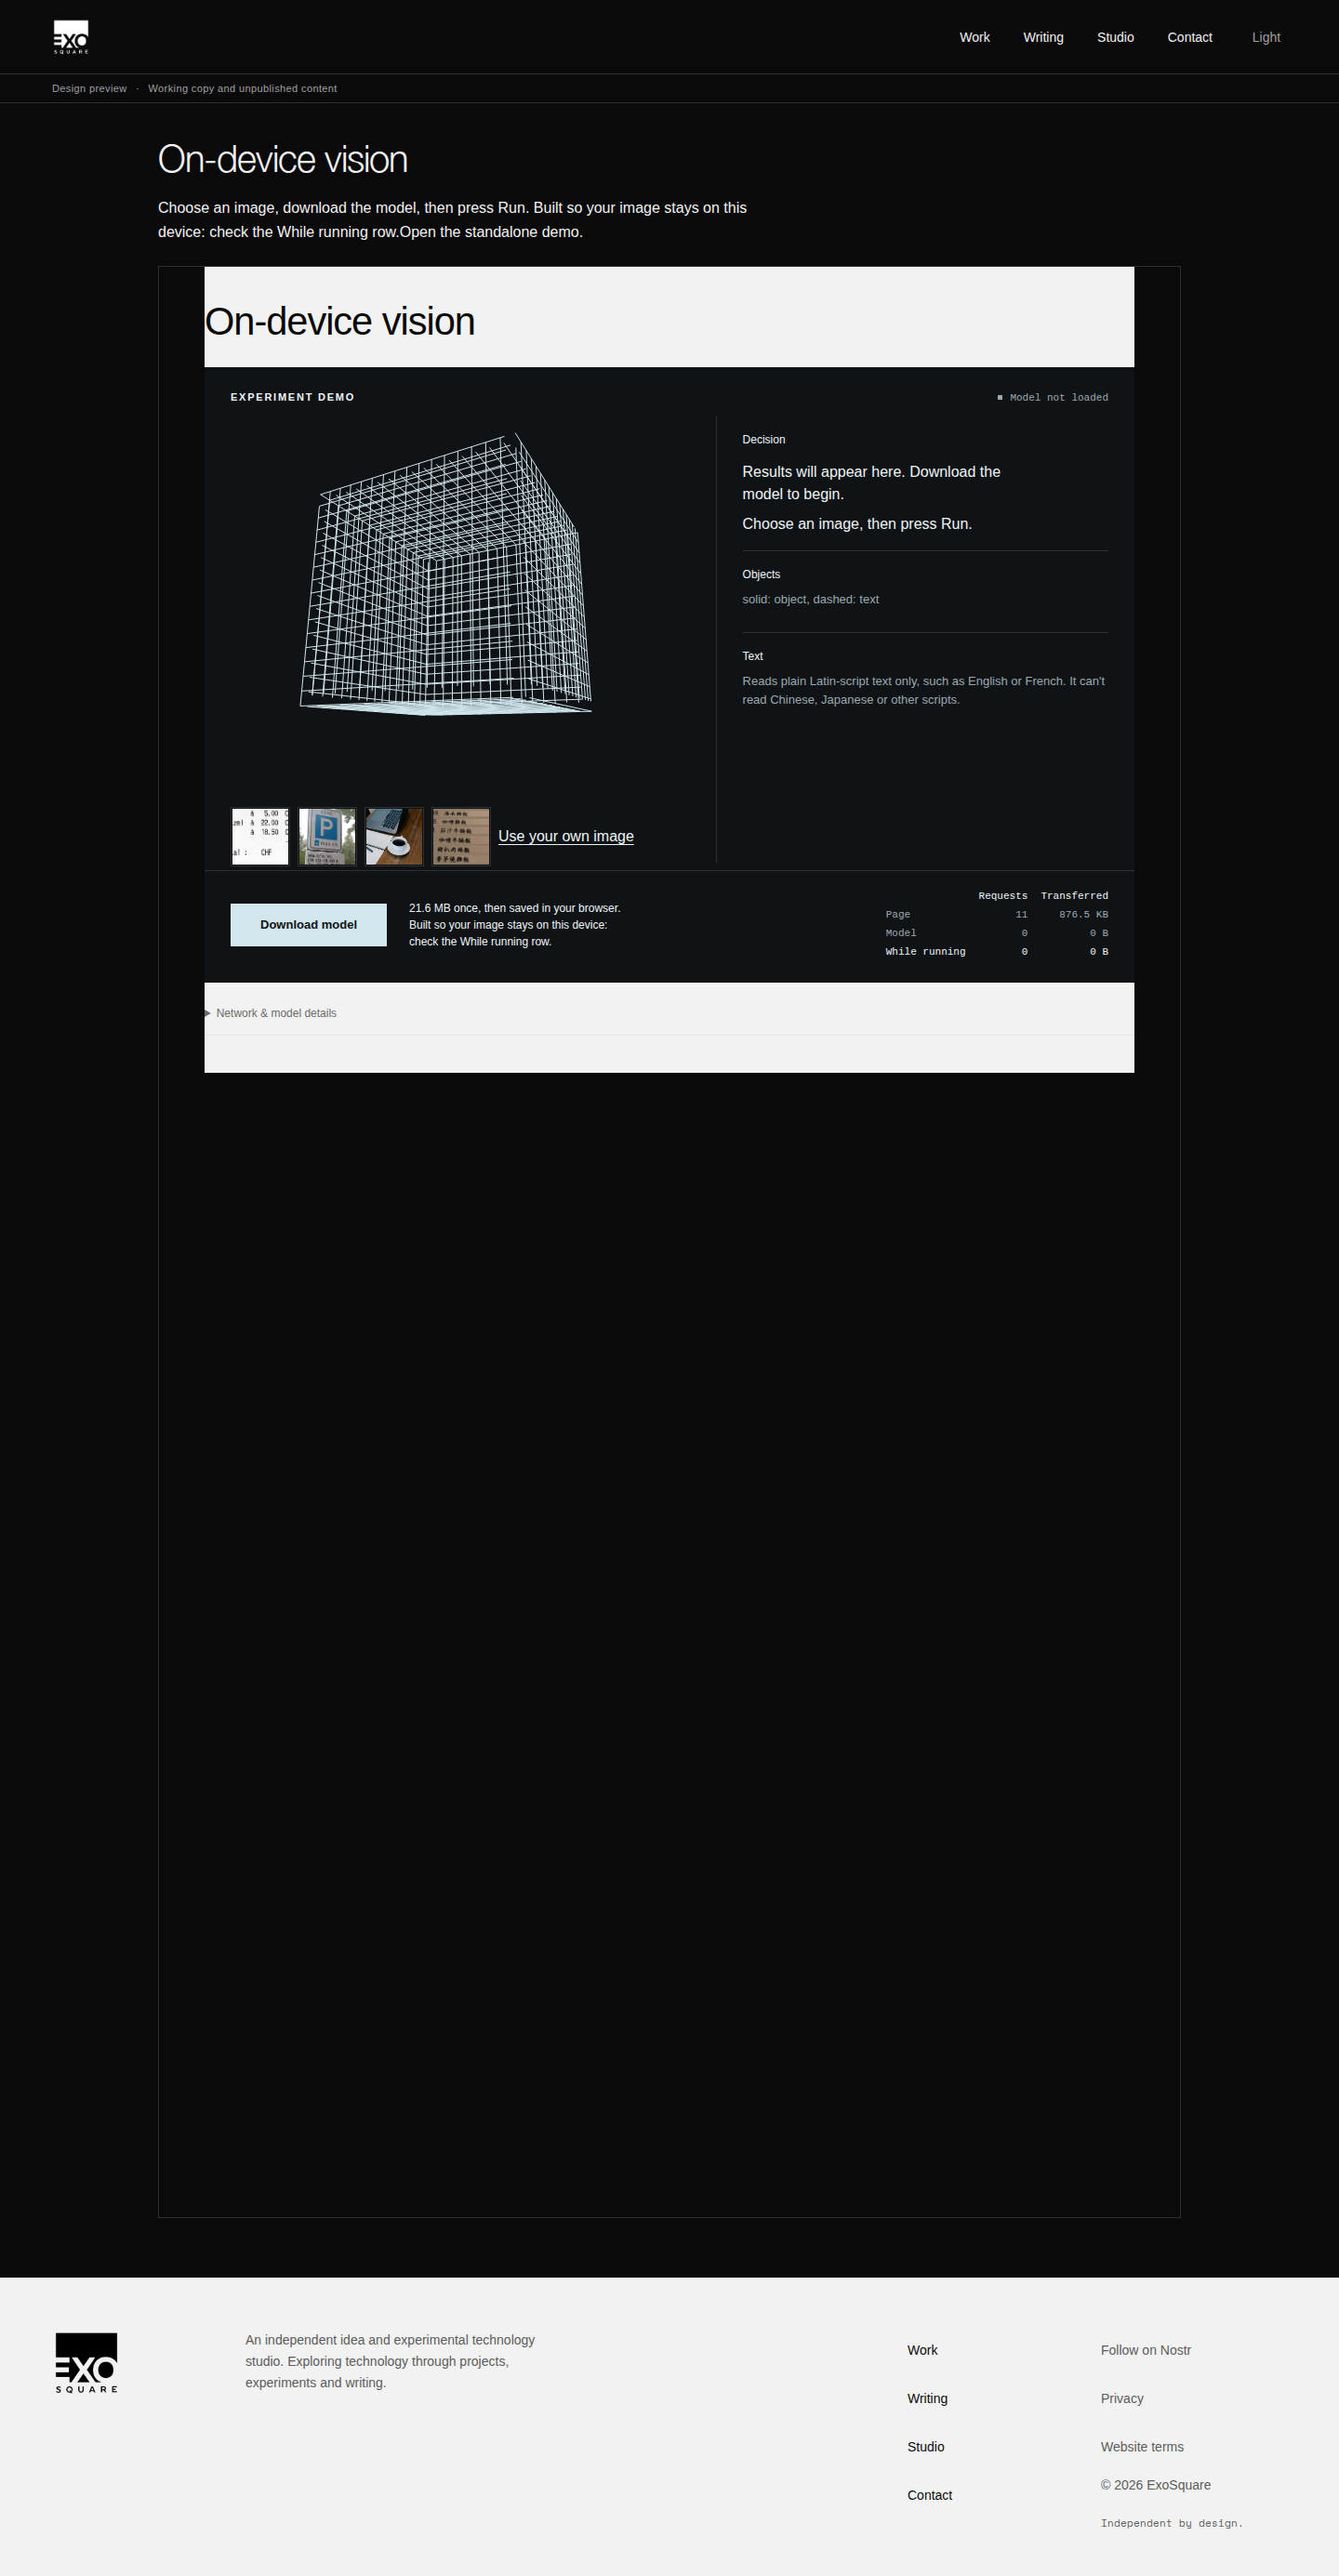 EXO
SQUARE
Work
Writing
Studio
Contact
Light
Design preview · Working copy and unpublished content
On-device vision
Choose an image, download the model, then press Run. Built so your image stays on this
device: check the While running row.Open the standalone demo.
On-device vision
EXPERIMENT DEMO
Model not loaded
Decision
Results will appear here. Download the
model to begin.
Choose an image, then press Run.
Objects
solid: object, dashed: text
Text
Reads plain Latin-script text only, such as English or French. It can't
read Chinese, Japanese or other scripts.
à 5,00
à 22,00
à 18,50
CHF
P
Use your own image
Download model
21.6 MB once, then saved in your browser.
Built so your image stays on this device:
check the While running row.
Requests Transferred
Page 11 876.5 KB
Model 0 0 B
While running 0 0 B
Network & model details
EXO
SQUARE
An independent idea and experimental technology
studio. Exploring technology through projects,
experiments and writing.
Work
Writing
Studio
Contact
Follow on Nostr
Privacy
Website terms
© 2026 ExoSquare
Independent by design.